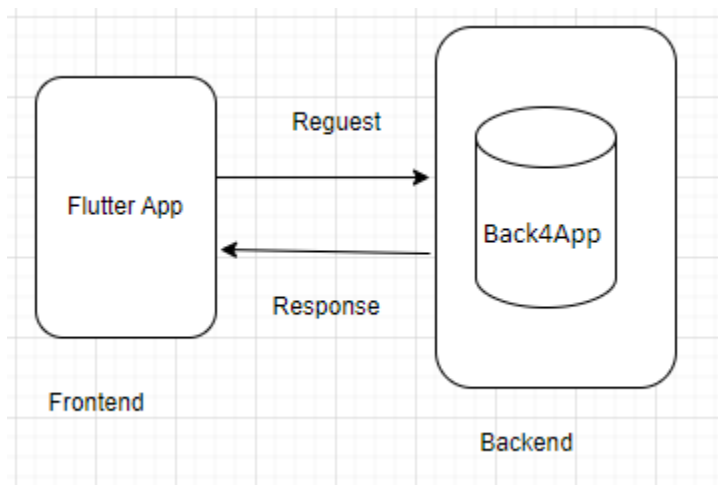 Reguest
Flutter App
Back4App
Response
Frontend
Backend